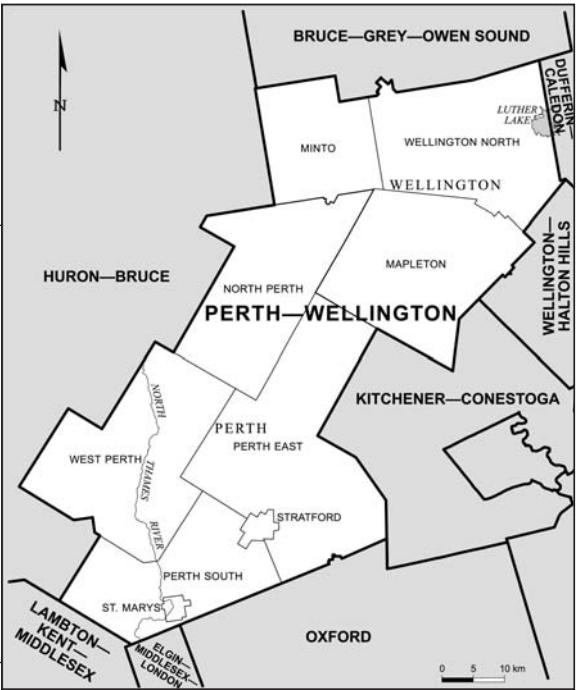 BRUCE—GREY—OWEN SOUND
DUFFERIN—
CALEDON
N
LUTHER
LAKE
MINTO
WELLINGTON NORTH
WELLINGTON
WELLINGTON—
HALTON HILLS
HURON—BRUCE
MAPLETON
NORTH PERTH
PERTH—WELLINGTON
KITCHENER—CONESTOGA
NORTH
THAMES
RIVER
PERTH
PERTH EAST
WEST PERTH
STRATFORD
PERTH SOUTH
ST. MARYS
LAMBTON—
KENT—
MIDDLESEX
ELGIN—
MIDDLESEX—
LONDON
OXFORD
0 5 10 km